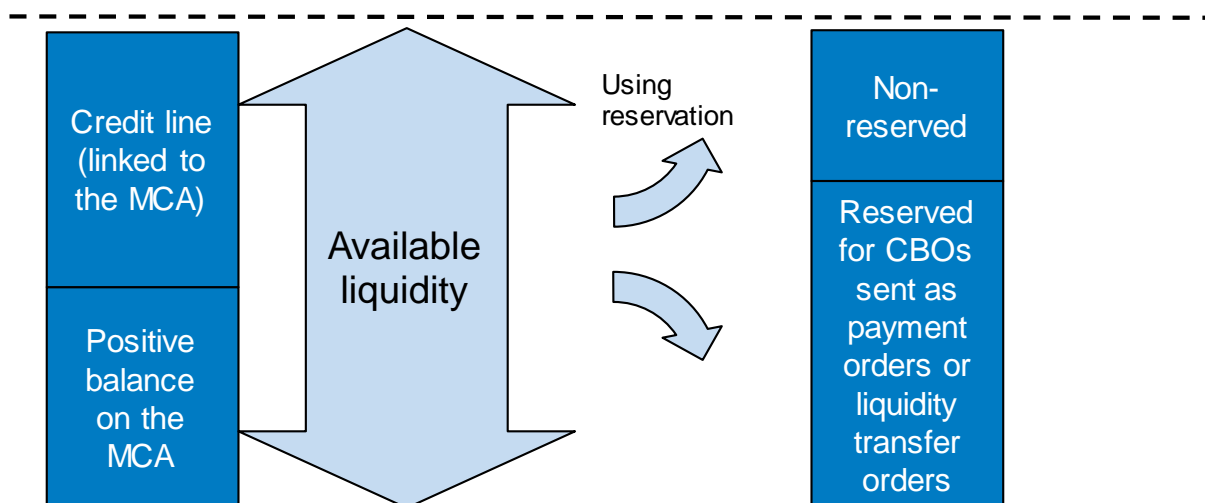 Credit line
(linked to
the MCA)
Positive
balance
on the
MCA
Available
liquidity
Using
reservation
Non-
reserved
Reserved
for CBOs
sent as
payment
orders or
liquidity
transfer
orders